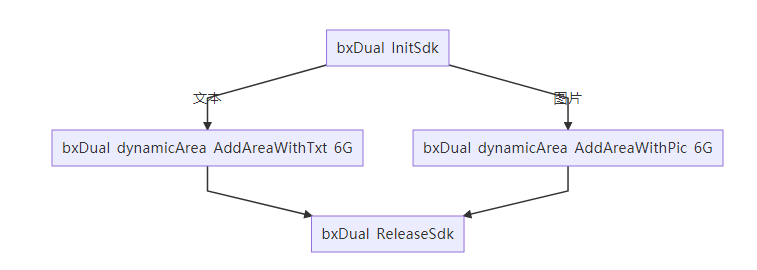 bxDual InitSdk
文本
图片
bxDual dynamicArea AddAreaWithTxt 6G
bxDual dynamicArea AddAreaWithPic 6G
bxDual ReleaseSdk